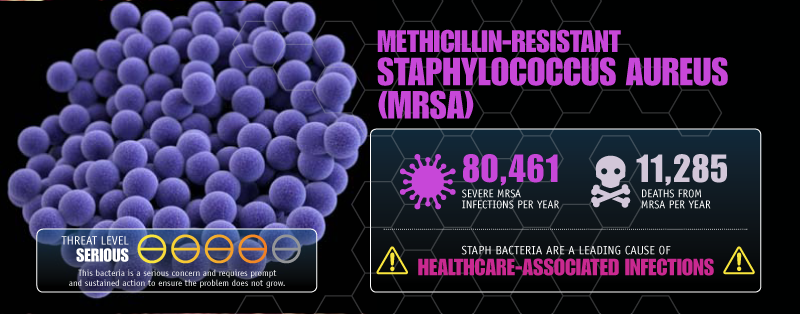 METHICILLIN-RESISTANT
STAPHYLOCOCCUS AUREUS
(MRSA)
80,461
SEVERE MRSA
INFECTIONS PER YEAR
11,285
DEATHS FROM
MRSA PER YEAR
STAPH BACTERIA ARE A LEADING CAUSE OF
HEALTHCARE-ASSOCIATED INFECTIONS
THREAT LEVEL
SERIOUS
This bacteria is a serious concern and requires prompt
and sustained action to ensure the problem does not grow.